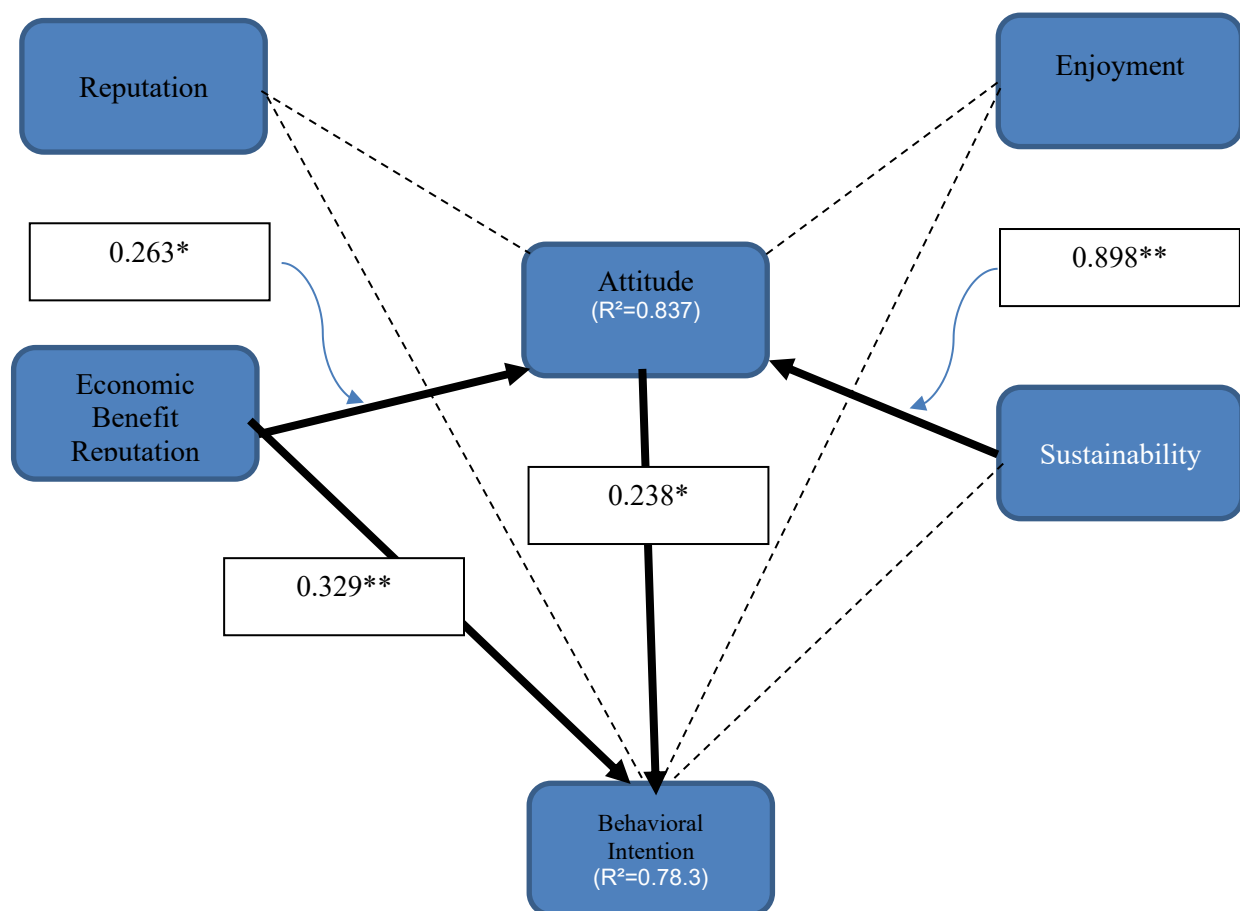 Reputation
Enjoyment
0.263*
0.898**
Attitude
(R²=0.837)
Economic
Benefit
Reputation
Sustainability
0.238*
0.329**
Behavioral
Intention
(R²=0.78.3)